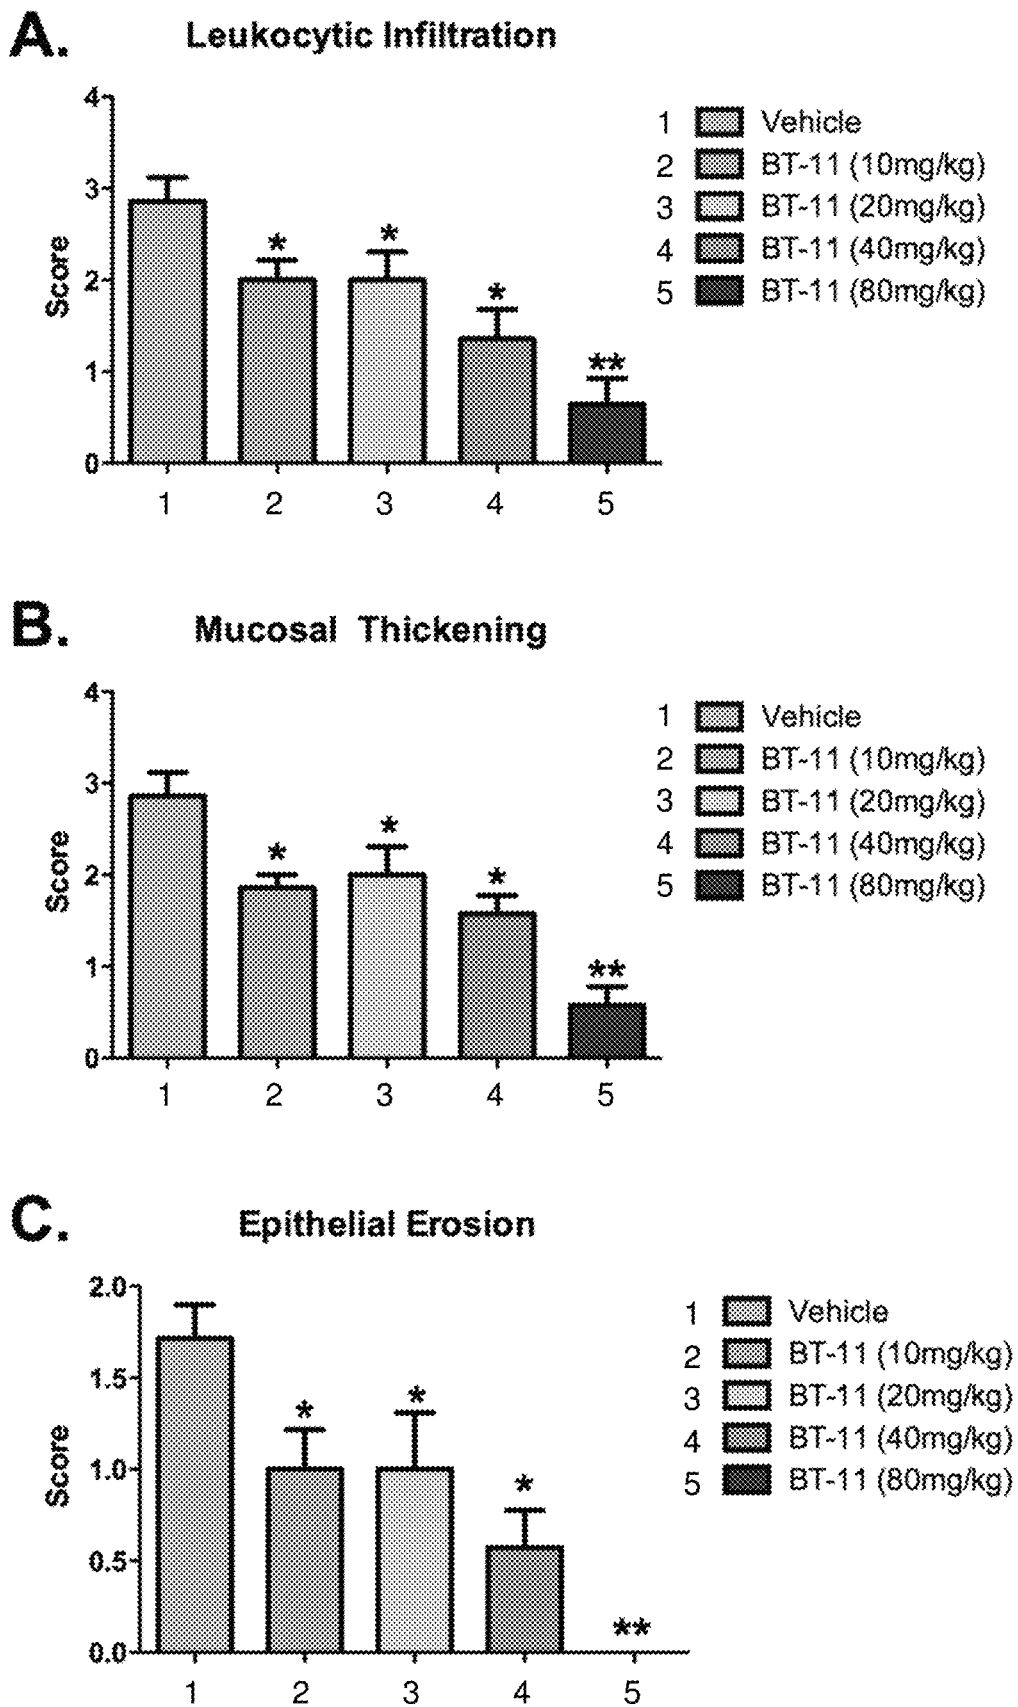 A. Leukocytic Infiltration
4
3
2
1
0
Score
* * * **
1 2 3 4 5
1 Vehicle
2 BT-11 (10mg/kg)
3 BT-11 (20mg/kg)
4 BT-11 (40mg/kg)
5 BT-11 (80mg/kg)
B. Mucosal Thickening
4
3
2
1
0
Score
* * * **
1 2 3 4 5
1 Vehicle
2 BT-11 (10mg/kg)
3 BT-11 (20mg/kg)
4 BT-11 (40mg/kg)
5 BT-11 (80mg/kg)
C. Epithelial Erosion
2.0
1.5
1.0
0.5
0.0
Score
* * * **
1 2 3 4 5
1 Vehicle
2 BT-11 (10mg/kg)
3 BT-11 (20mg/kg)
4 BT-11 (40mg/kg)
5 BT-11 (80mg/kg)